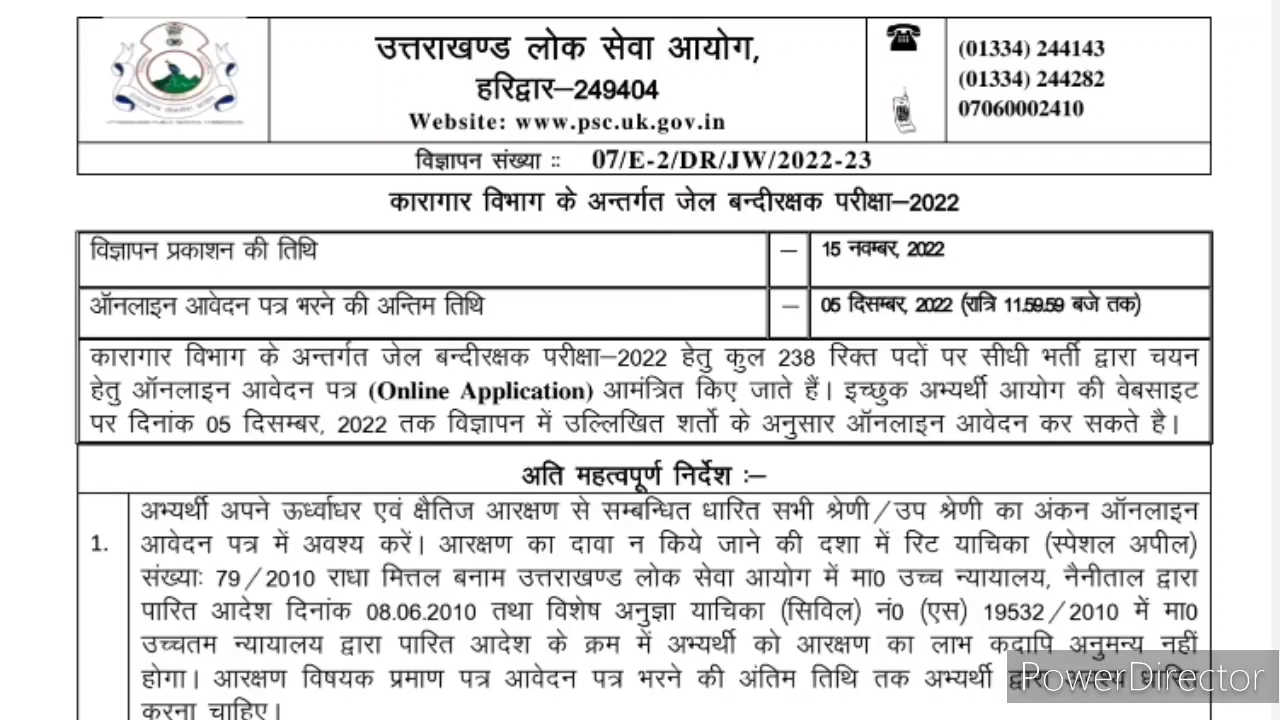 उत्तराखण्ड लोक सेवा आयोग,
हरिद्वार–249404
Website: www.psc.uk.gov.in
(01334) 244143
(01334) 244282
07060002410
विज्ञापन संख्या :: 07/E-2/DR/JW/2022-23
कारागार विभाग के अन्तर्गत जेल बन्दीरक्षक परीक्षा–2022
विज्ञापन प्रकाशन की तिथि – 15 नवम्बर, 2022
ऑनलाइन आवेदन पत्र भरने की अन्तिम तिथि – 05 दिसम्बर, 2022 (रात्रि 11.59.59 बजे तक)
कारागार विभाग के अन्तर्गत जेल बन्दीरक्षक परीक्षा–2022 हेतु कुल 238 रिक्त पदों पर सीधी भर्ती द्वारा चयन
हेतु ऑनलाइन आवेदन पत्र (Online Application) आमंत्रित किए जाते हैं। इच्छुक अभ्यर्थी आयोग की वेबसाइट
पर दिनांक 05 दिसम्बर, 2022 तक विज्ञापन में उल्लिखित शर्तो के अनुसार ऑनलाइन आवेदन कर सकते है।
अति महत्वपूर्ण निर्देश :–
अभ्यर्थी अपने ऊर्ध्वाधर एवं क्षैतिज आरक्षण से सम्बन्धित धारित सभी श्रेणी/उप श्रेणी का अंकन ऑनलाइन
1. आवेदन पत्र में अवश्य करें। आरक्षण का दावा न किये जाने की दशा में रिट याचिका (स्पेशल अपील)
संख्याः 79/2010 राधा मित्तल बनाम उत्तराखण्ड लोक सेवा आयोग में मा0 उच्च न्यायालय, नैनीताल द्वारा
पारित आदेश दिनांक 08.06.2010 तथा विशेष अनुज्ञा याचिका (सिविल) नं0 (एस) 19532/2010 में मा0
उच्चतम न्यायालय द्वारा पारित आदेश के क्रम में अभ्यर्थी को आरक्षण का लाभ कदापि अनुमन्य नहीं
होगा। आरक्षण विषयक प्रमाण पत्र आवेदन पत्र भरने की अंतिम तिथि तक अभ्यर्थी
करना चाहिए।
PowerDirector